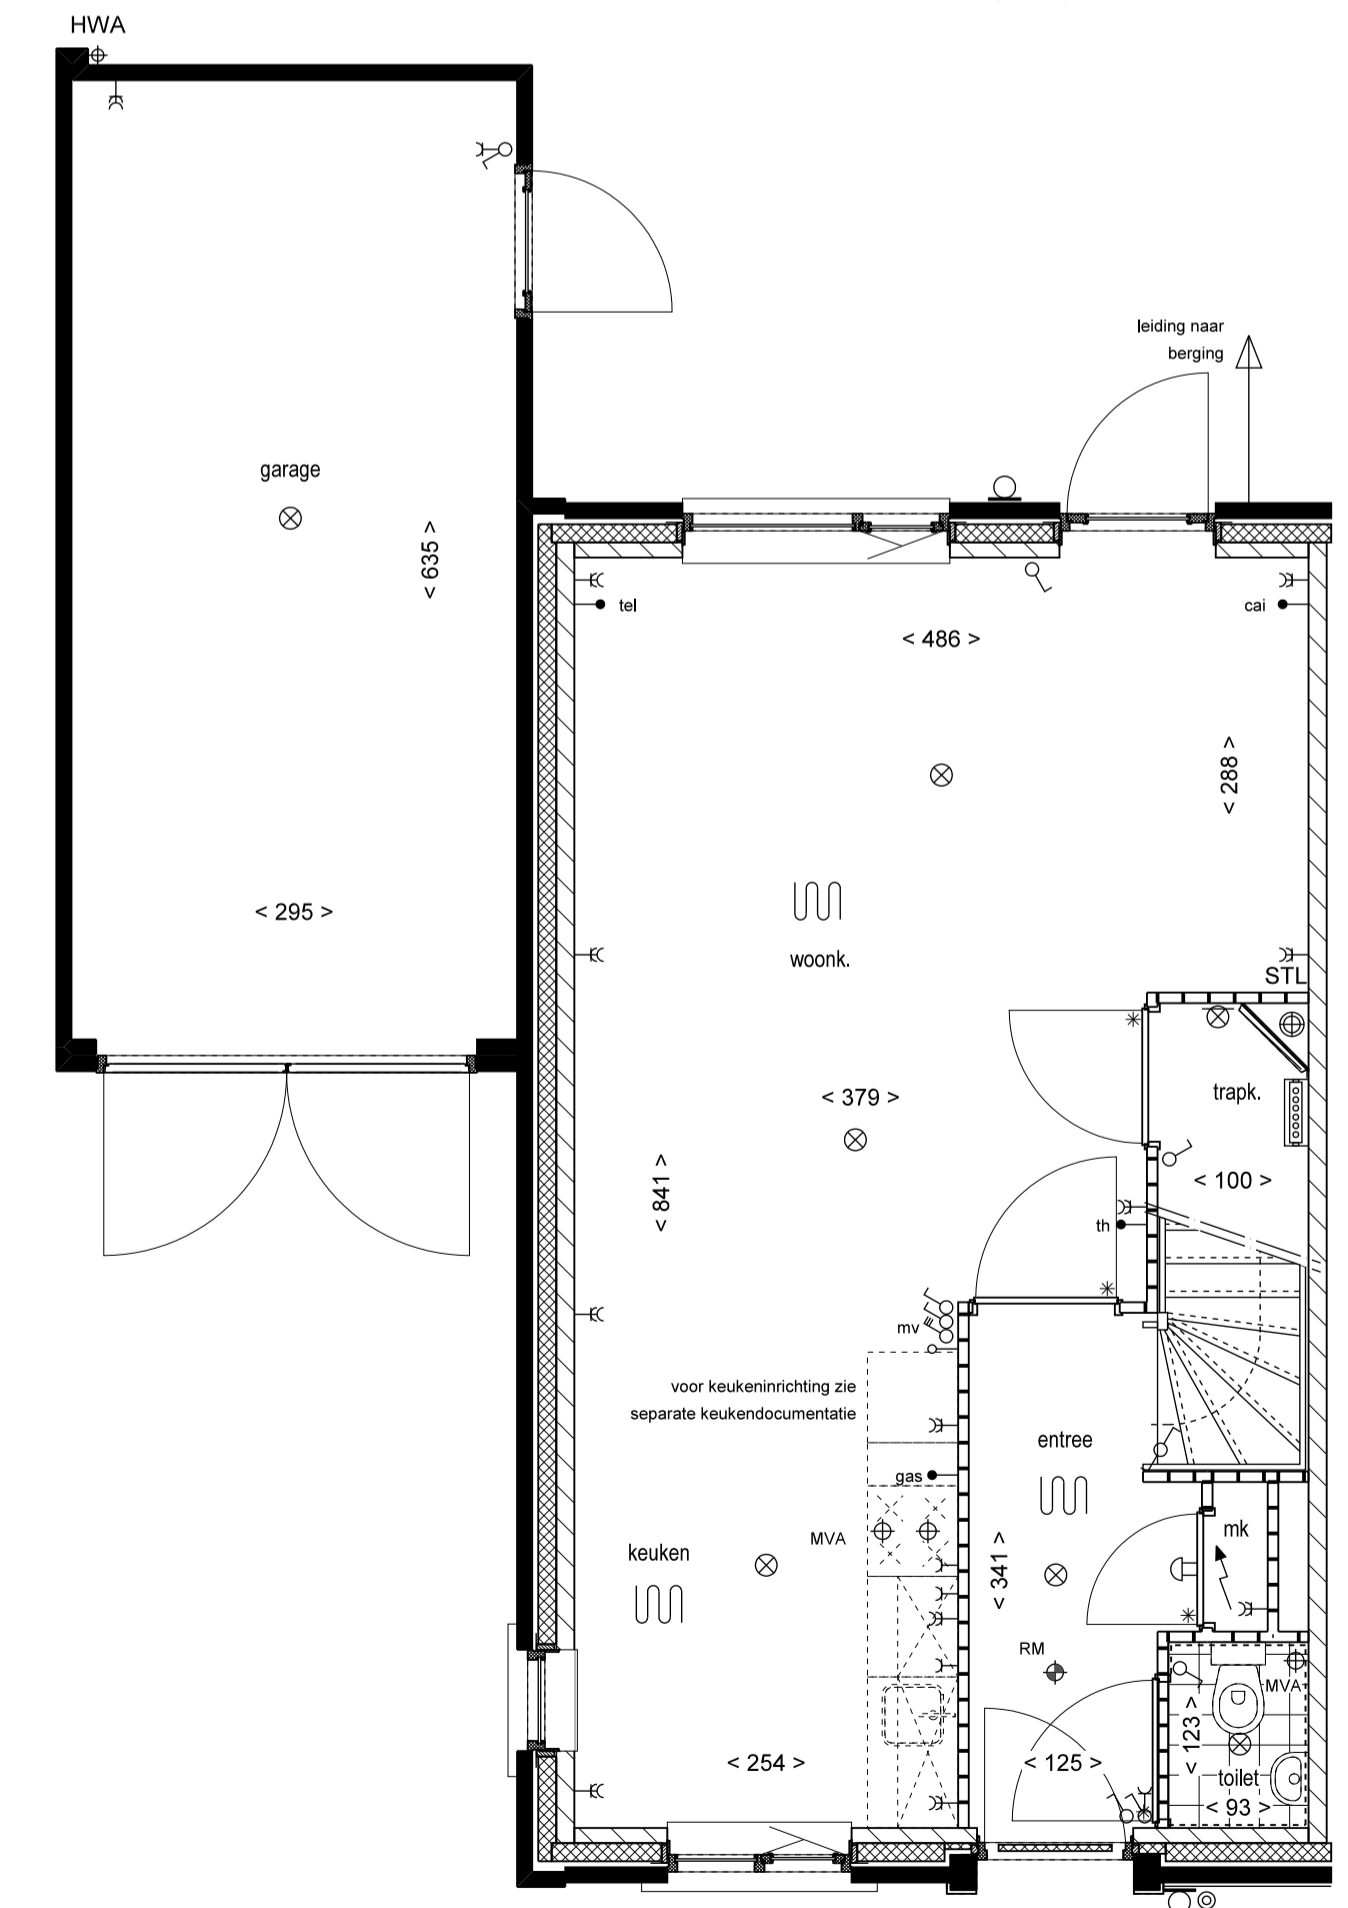 HWA
leiding naar
berging
garage
< 635 >
tel
cai
< 486 >
< 288 >
< 295 >
woonk.
STL
trapk.
< 379 >
< 100 >
< 841 >
th
mv
voor keukeninrichting zie
separate keukendocumentatie
entree
gas
mk
MVA
keuken
< 341 >
RM
MVA
< 123 >
< 254 >
< 125 >
toilet
< 93 >